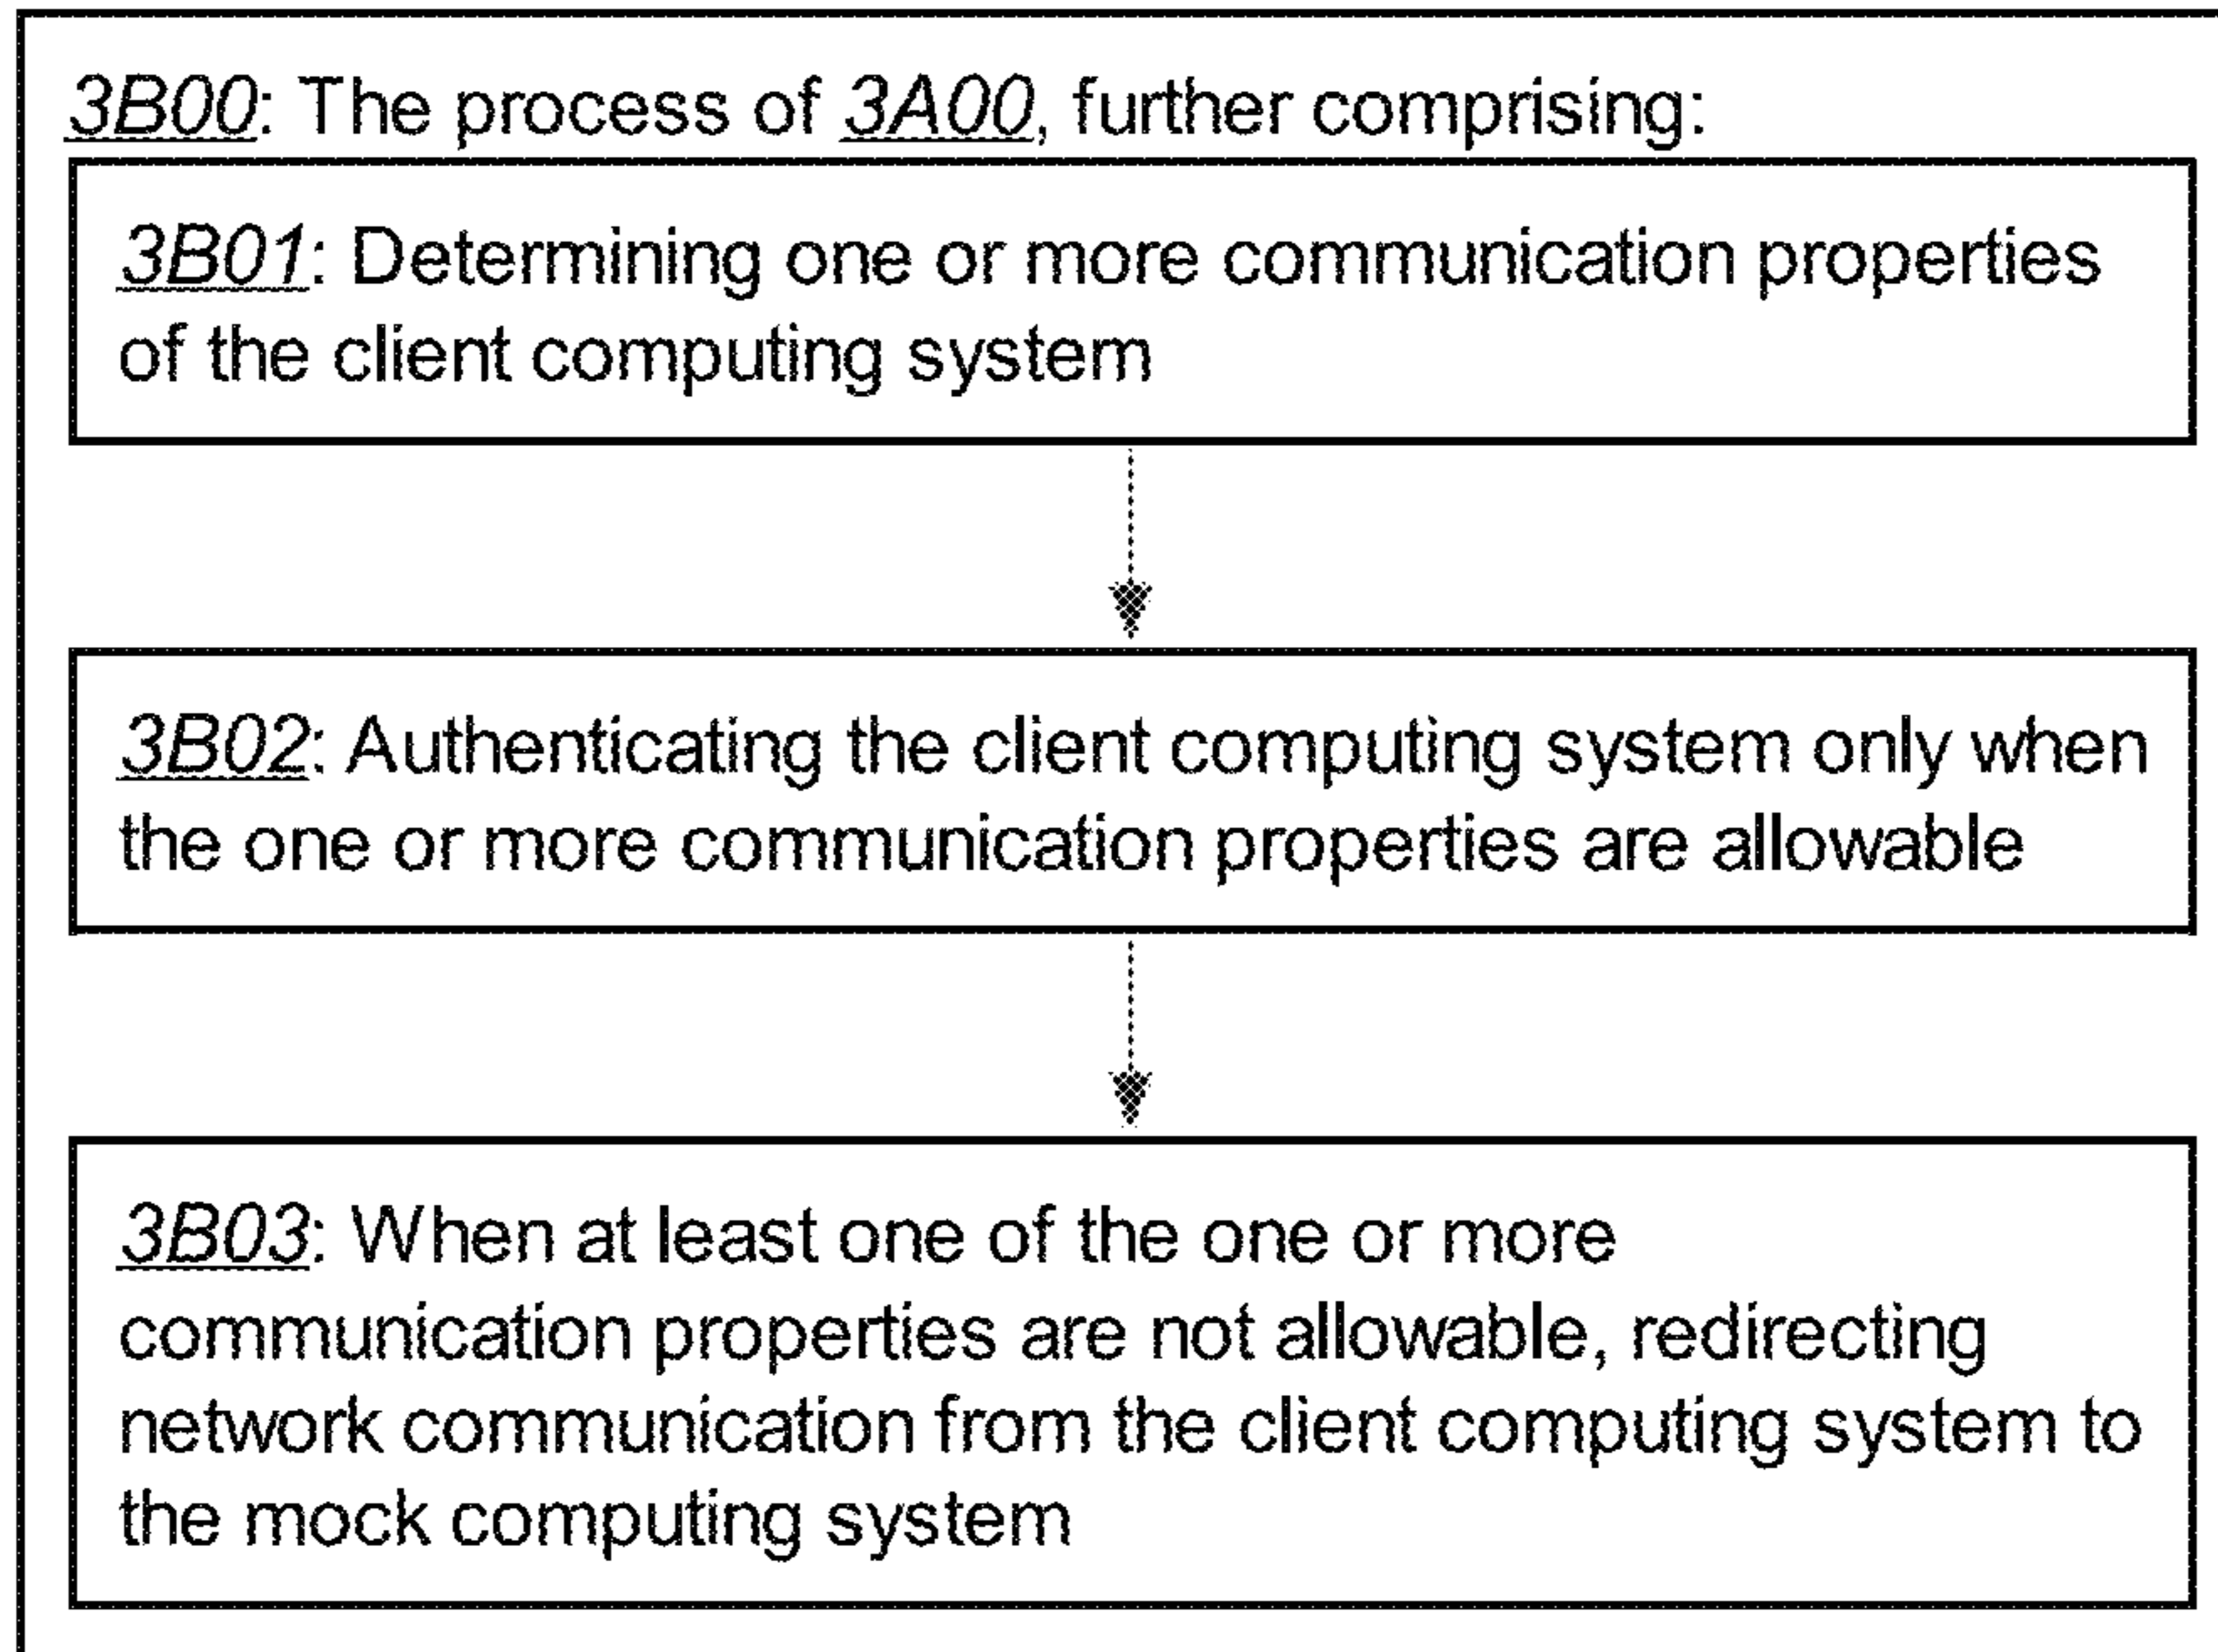 3B00: The process of 3A00, further comprising:
3B01: Determining one or more communication properties
of the client computing system
3B02: Authenticating the client computing system only when
the one or more communication properties are allowable
3B03: When at least one of the one or more
communication properties are not allowable, redirecting
network communication from the client computing system to
the mock computing system